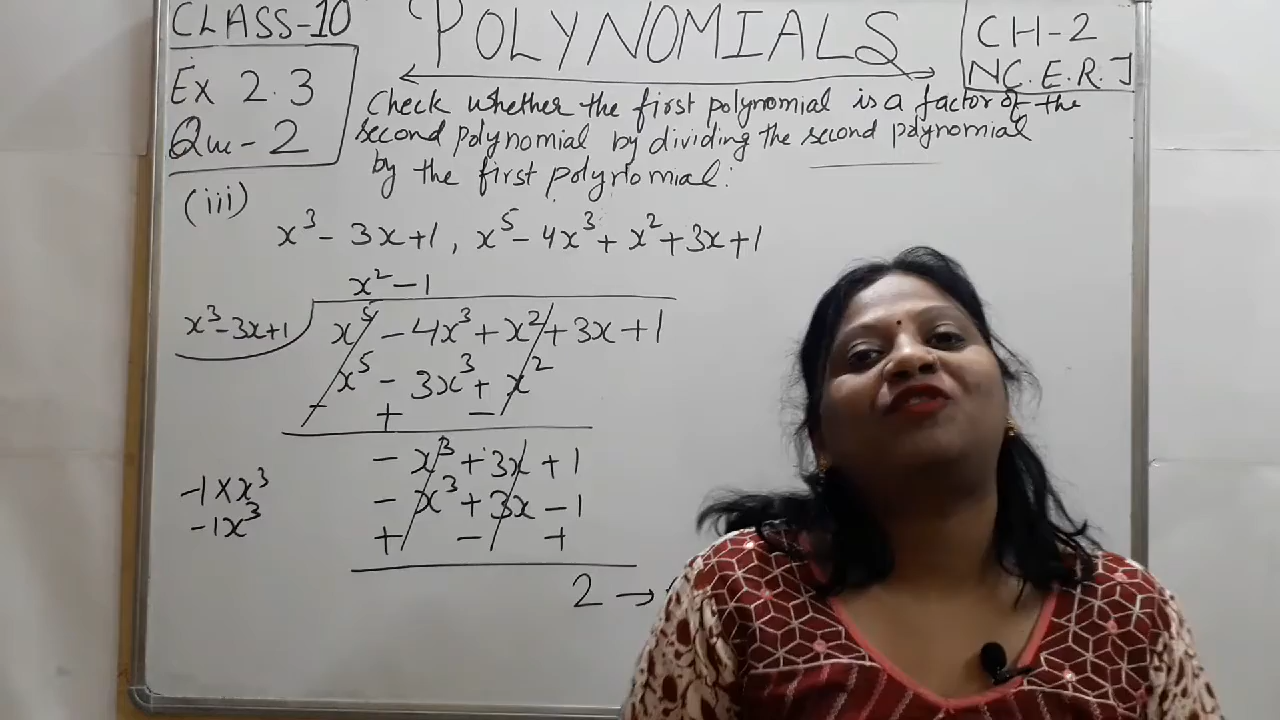 CLASS-10
POLYNOMIALS
CH-2
N.C.E.R.T
Ex 2.3
Qu-2
Check whether the first polynomial is a factor of the
second polynomial by dividing the second polynomial
by the first polynomial:
(iii)
x³ - 3x + 1, x⁵ - 4x³ + x² + 3x + 1
x² - 1
x³ - 3x + 1
x⁵ - 4x³ + x² + 3x + 1
x⁵ - 3x³ + x²
- + -
- x³ + 3x + 1
-1 × x³
- x³ + 3x - 1
-1x³
+ - +
2 →